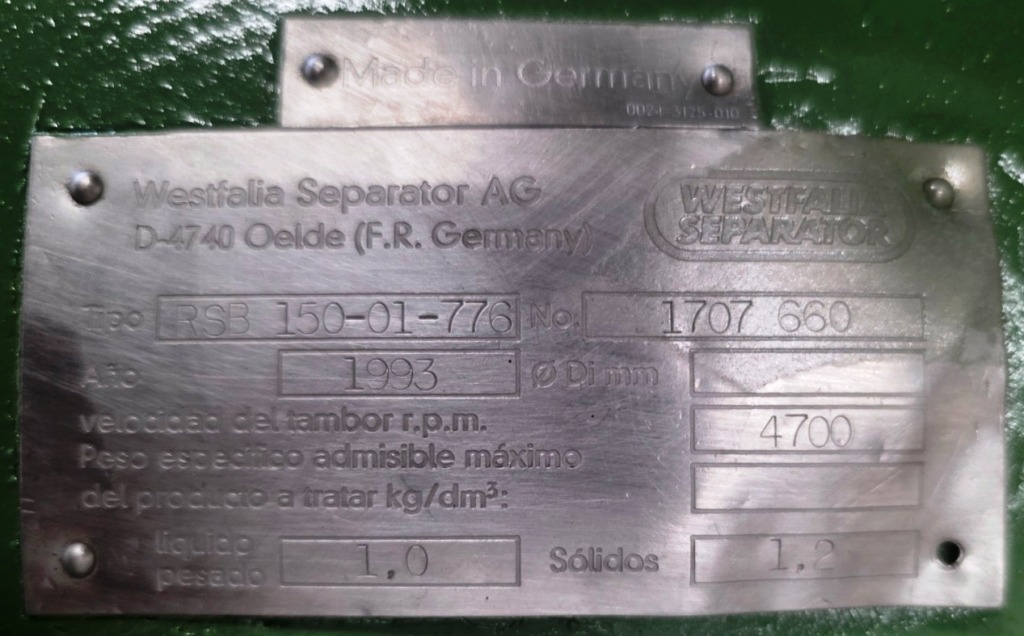 Made in Germany
0024-3125-010
Westfalia Separator AG
D-4740 Oelde (F.R. Germany)
WESTFALIA
SEPARATOR
Tipo RSB 150-01-776 No. 1707 660
Año 1993 Ø Di mm
velocidad del tambor r.p.m. 4700
Peso específico admisible máximo
del producto a tratar kg/dm³:
líquido
pesado 1,0 Sólidos 1,2